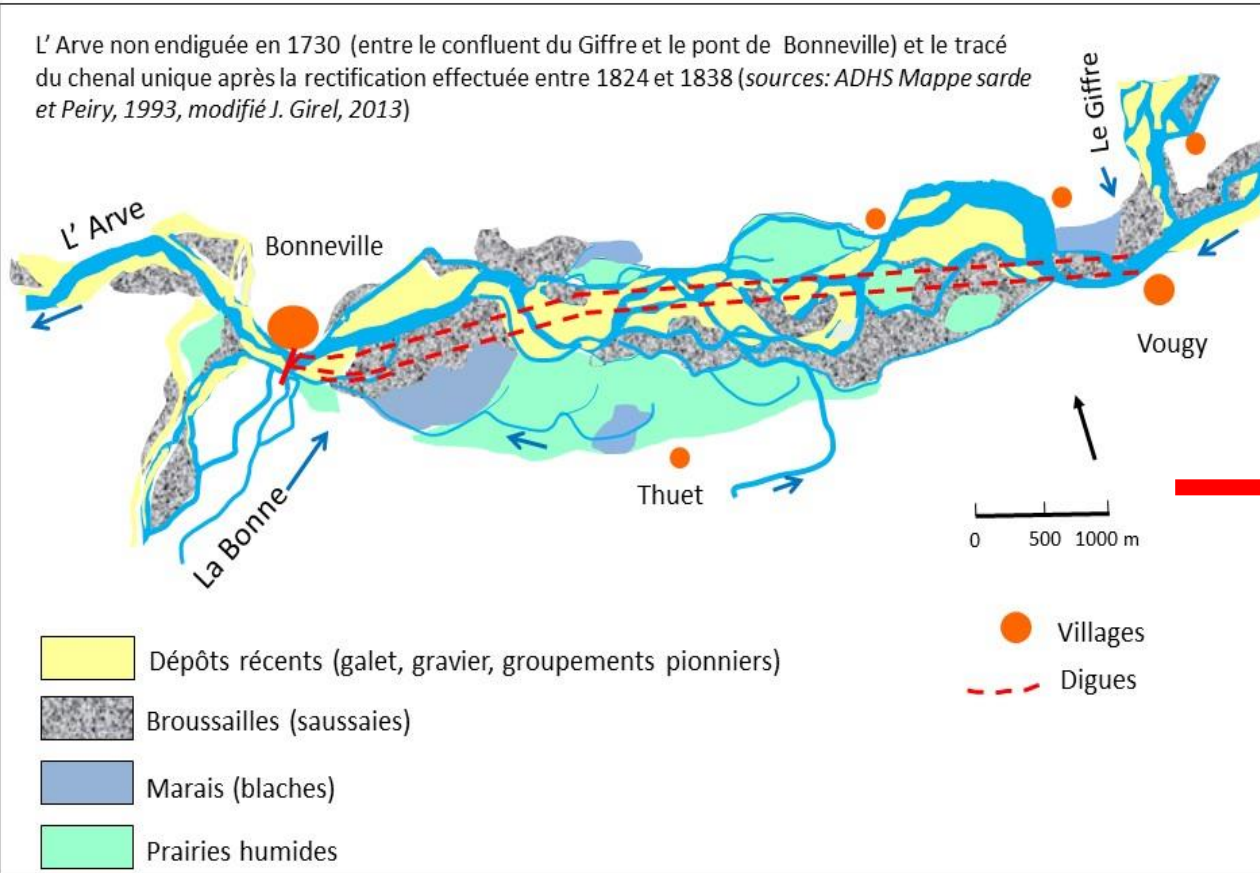 L' Arve non endiguée en 1730 (entre le confluent du Giffre et le pont de Bonneville) et le tracé
du chenal unique après la rectification effectuée entre 1824 et 1838 (sources: ADHS Mappe sarde
et Peiry, 1993, modifié J. Girel, 2013)
Le Giffre
L' Arve
Bonneville
Vougy
Thuet
La Bonne
0 500 1000 m
Dépôts récents (galet, gravier, groupements pionniers)
Broussailles (saussaies)
Marais (blaches)
Prairies humides
Villages
Digues